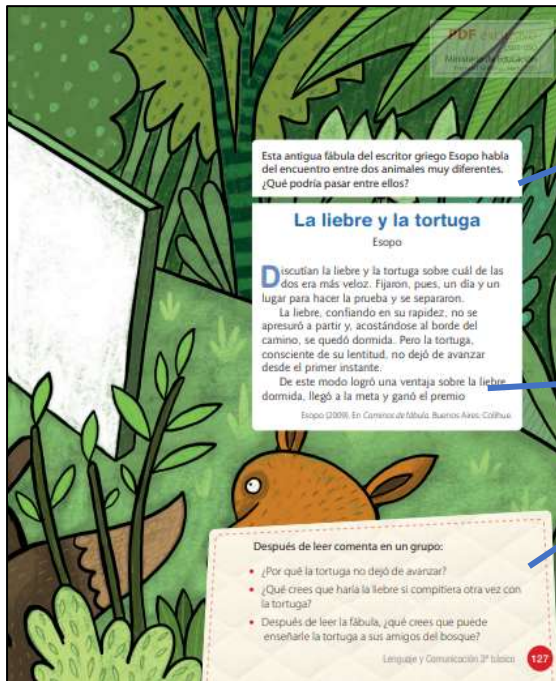 PDF
Ministerio de Educación
Esta antigua fábula del escritor griego Esopo habla
del encuentro entre dos animales muy diferentes.
¿Qué podría pasar entre ellos?
La liebre y la tortuga
Esopo
Discutían la liebre y la tortuga sobre cuál de las
dos era más veloz. Fijaron, pues, un día y un
lugar para hacer la prueba y se separaron.
La liebre, confiando en su rapidez, no se
apresuró a partir y, acostándose al borde del
camino, se quedó dormida. Pero la tortuga,
consciente de su lentitud, no dejó de avanzar
desde el primer instante.
De este modo logró una ventaja sobre la liebre
dormida, llegó a la meta y ganó el premio
Esopo (2009). En Caminos de fábula. Buenos Aires: Colihue.
Después de leer comenta en un grupo:
• ¿Por qué la tortuga no dejó de avanzar?
• ¿Qué crees que haría la liebre si compitiera otra vez con
la tortuga?
• Después de leer la fábula, ¿qué crees que puede
enseñarle la tortuga a sus amigos del bosque?
Lenguaje y Comunicación 2° básico 127